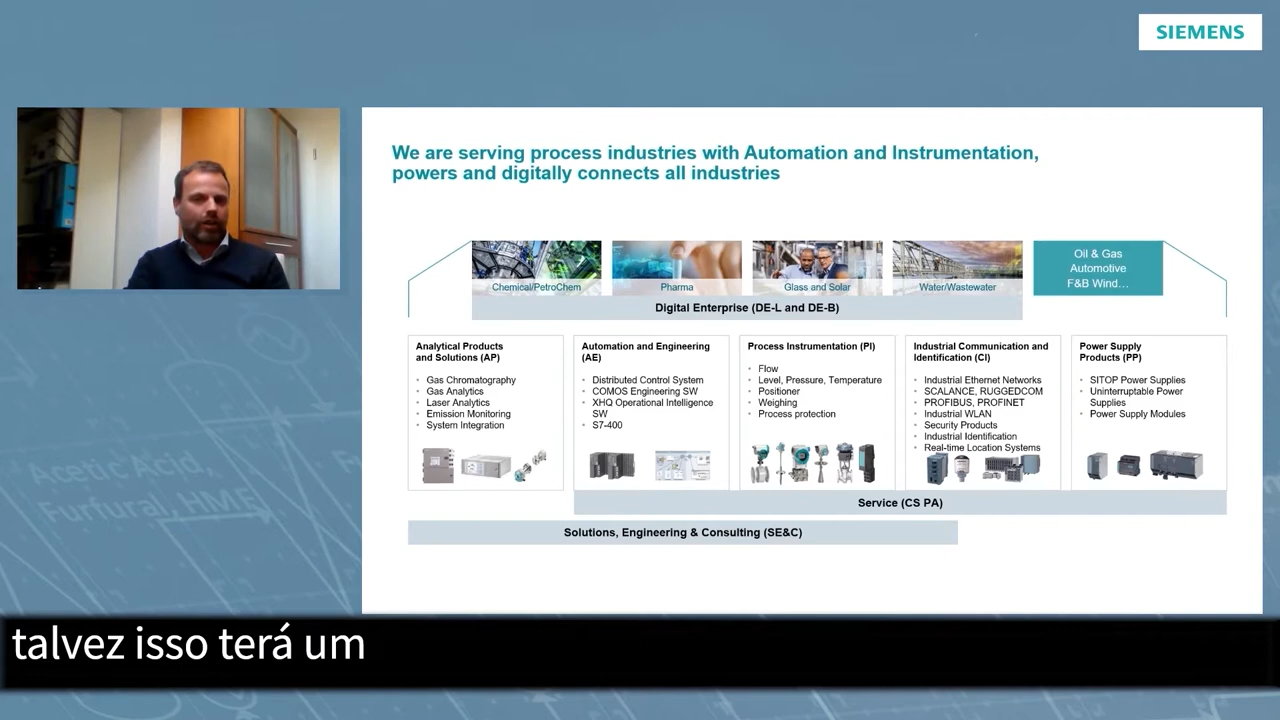 SIEMENS
We are serving process industries with Automation and Instrumentation,
powers and digitally connects all industries
Chemical/PetroChem
Pharma
Glass and Solar
Water/Wastewater
Oil & Gas
Automotive
F&B Wind...
Digital Enterprise (DE-L and DE-B)
Analytical Products
and Solutions (AP)
• Gas Chromatography
• Gas Analytics
• Laser Analytics
• Emission Monitoring
• System Integration
Automation and Engineering
(AE)
• Distributed Control System
• COMOS Engineering SW
• XHQ Operational Intelligence
SW
• S7-400
Process Instrumentation (PI)
• Flow
• Level, Pressure, Temperature
• Positioner
• Weighing
• Process protection
Industrial Communication and
Identification (CI)
• Industrial Ethernet Networks
• SCALANCE, RUGGEDCOM
• PROFIBUS, PROFINET
• Industrial WLAN
• Security Products
• Industrial Identification
• Real-time Location Systems
Power Supply
Products (PP)
• SITOP Power Supplies
• Uninterruptable Power
Supplies
• Power Supply Modules
Service (CS PA)
Solutions, Engineering & Consulting (SE&C)
talvez isso terá um